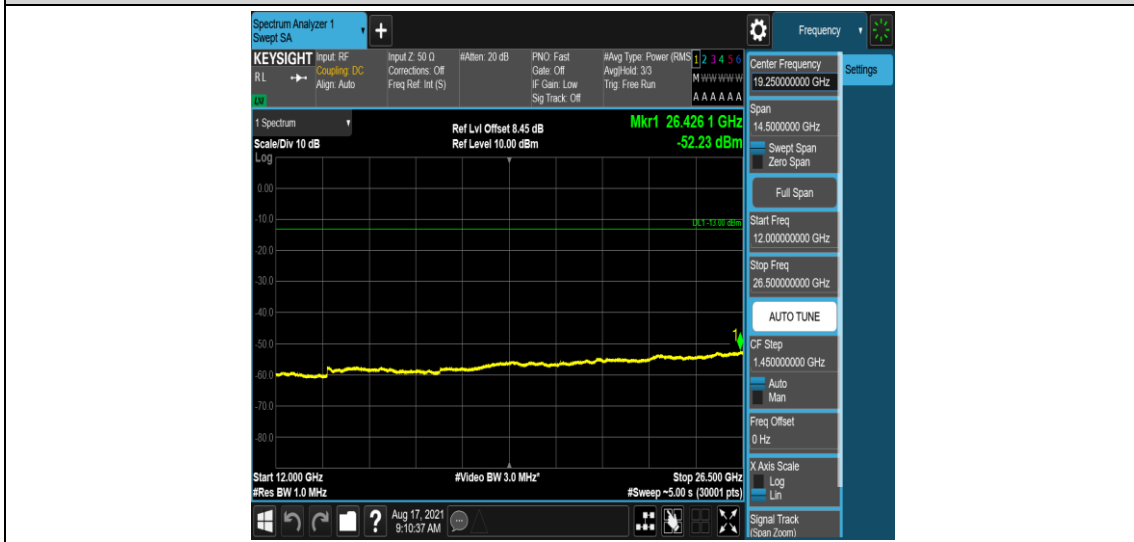 Spectrum Analyzer 1
Swept SA
+
Frequency
KEYSIGHT
RL
Input: RF
Coupling: DC
Align: Auto
Input Z: 50 Ω
Corrections: Off
Freq Ref: Int (S)
#Atten: 20 dB
PNO: Fast
Gate: Off
IF Gain: Low
Sig Track: Off
#Avg Type: Power (RMS
Avg|Hold: 3/3
Trig: Free Run
1 2 3 4 5 6
M W W W W W
A A A A A A
Center Frequency
19.250000000 GHz
Settings
Span
14.5000000 GHz
Swept Span
Zero Span
Full Span
Start Freq
12.000000000 GHz
Stop Freq
26.500000000 GHz
AUTO TUNE
CF Step
1.450000000 GHz
Auto
Man
Freq Offset
0 Hz
X Axis Scale
Log
Lin
Signal Track
(Span Zoom)
1 Spectrum
Scale/Div 10 dB
Log
Ref Lvl Offset 8.45 dB
Ref Level 10.00 dBm
Mkr1 26.426 1 GHz
-52.23 dBm
0.00
-10.0
DL1 -13.00 dBm
-20.0
-30.0
-40.0
1
-50.0
-60.0
-70.0
-80.0
Start 12.000 GHz
#Video BW 3.0 MHz*
Stop 26.500 GHz
#Res BW 1.0 MHz
#Sweep ~5.00 s (30001 pts)
?
Aug 17, 2021
9:10:37 AM